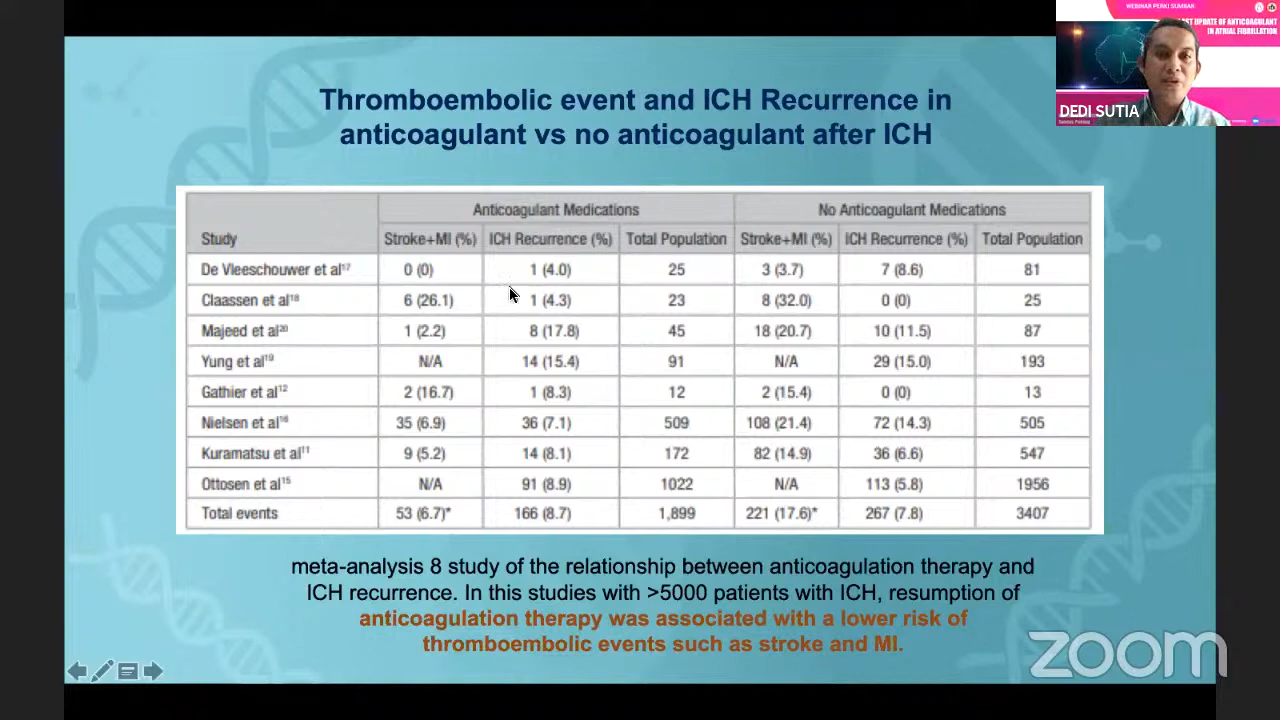 WEBINAR PERKI SUMBAR
UPDATE OF ANTICOAGULANT
IN ATRIAL FIBRILLATION
DEDI SUTIA
Thromboembolic event and ICH Recurrence in
anticoagulant vs no anticoagulant after ICH
Anticoagulant Medications No Anticoagulant Medications
Study Stroke+MI (%) ICH Recurrence (%) Total Population Stroke+MI (%) ICH Recurrence (%) Total Population
De Vleeschouwer et al17 0 (0) 1 (4.0) 25 3 (3.7) 7 (8.6) 81
Claassen et al18 6 (26.1) 1 (4.3) 23 8 (32.0) 0 (0) 25
Majeed et al20 1 (2.2) 8 (17.8) 45 18 (20.7) 10 (11.5) 87
Yung et al19 N/A 14 (15.4) 91 N/A 29 (15.0) 193
Gathier et al12 2 (16.7) 1 (8.3) 12 2 (15.4) 0 (0) 13
Nielsen et al16 35 (6.9) 36 (7.1) 509 108 (21.4) 72 (14.3) 505
Kuramatsu et al11 9 (5.2) 14 (8.1) 172 82 (14.9) 36 (6.6) 547
Ottosen et al15 N/A 91 (8.9) 1022 N/A 113 (5.8) 1956
Total events 53 (6.7)* 166 (8.7) 1,899 221 (17.6)* 267 (7.8) 3407
meta-analysis 8 study of the relationship between anticoagulation therapy and
ICH recurrence. In this studies with >5000 patients with ICH, resumption of
anticoagulation therapy was associated with a lower risk of
thromboembolic events such as stroke and MI.
zoom